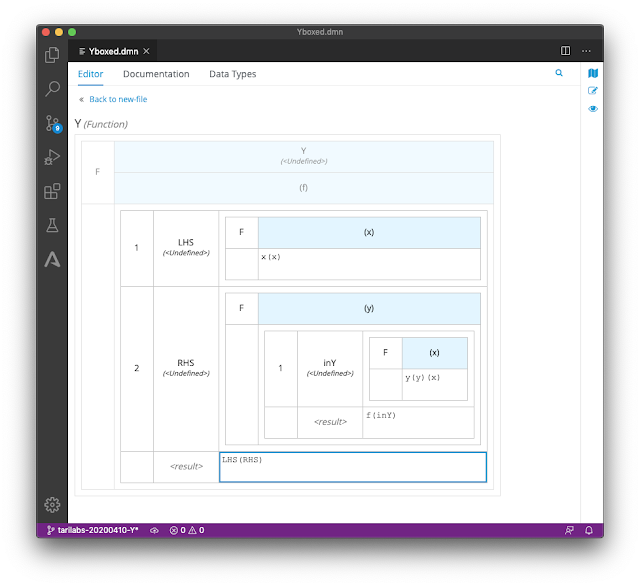 Yboxed.dmn
Yboxed.dmn
Editor Documentation Data Types
« Back to new-file
Y (Function)
F
Y
(<Undefined>)
(f)
1
LHS
(<Undefined>)
F
(x)
x(x)
2
RHS
(<Undefined>)
F
(y)
1
inY
(<Undefined>)
F
(x)
y(y)(x)
<result>
f(inY)
<result>
LHS(RHS)
9
tarilabs-20200410-Y* 0 0